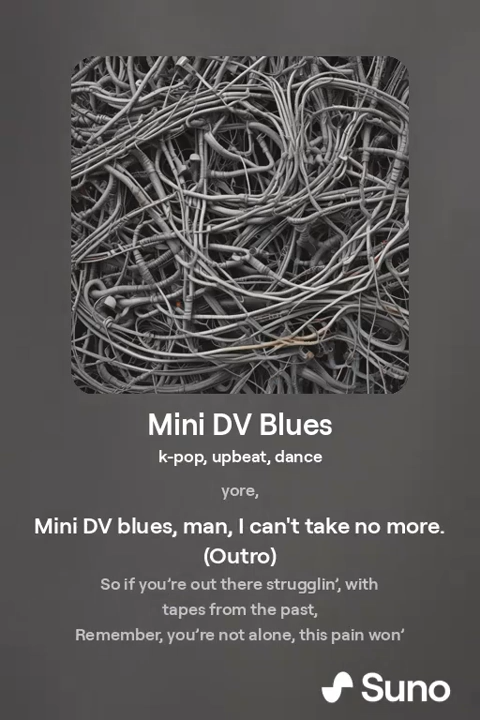 Mini DV Blues
k-pop, upbeat, dance
yore,
Mini DV blues, man, I can't take no more.
(Outro)
So if you’re out there strugglin’, with
tapes from the past,
Remember, you’re not alone, this pain won’
Suno